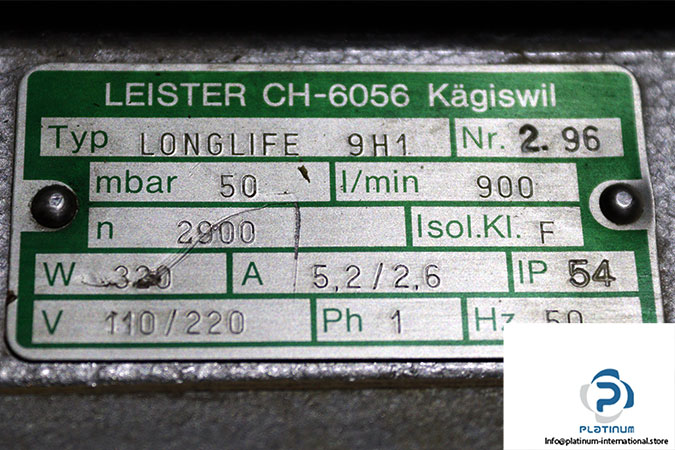 LEISTER CH-6056 Kägiswil
Typ LONGLIFE 9H1 Nr. 2. 96
mbar 50 l/min 900
n 2900 Isol.Kl. F
W 320 A 5,2/2,6 IP 54
V 110/220 Ph 1 Hz 50
PLATINUM
Info@platinum-international.store